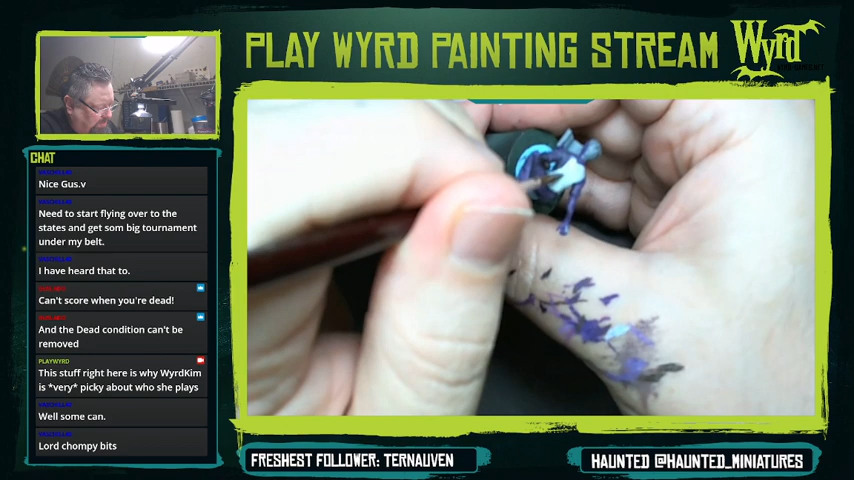 PLAY WYRD PAINTING STREAM
Wyrd
CHAT
Nice Gus.v
Need to start flying over to the
states and get som big tournament
under my belt.
I have heard that to.
Can't score when you're dead!
And the Dead condition can't be
removed
PLAYWYRD
This stuff right here is why WyrdKim
is *very* picky about who she plays
Well some can.
Lord chompy bits
FRESHEST FOLLOWER: TERNAUVEN
HAUNTED @HAUNTED_MINIATURES